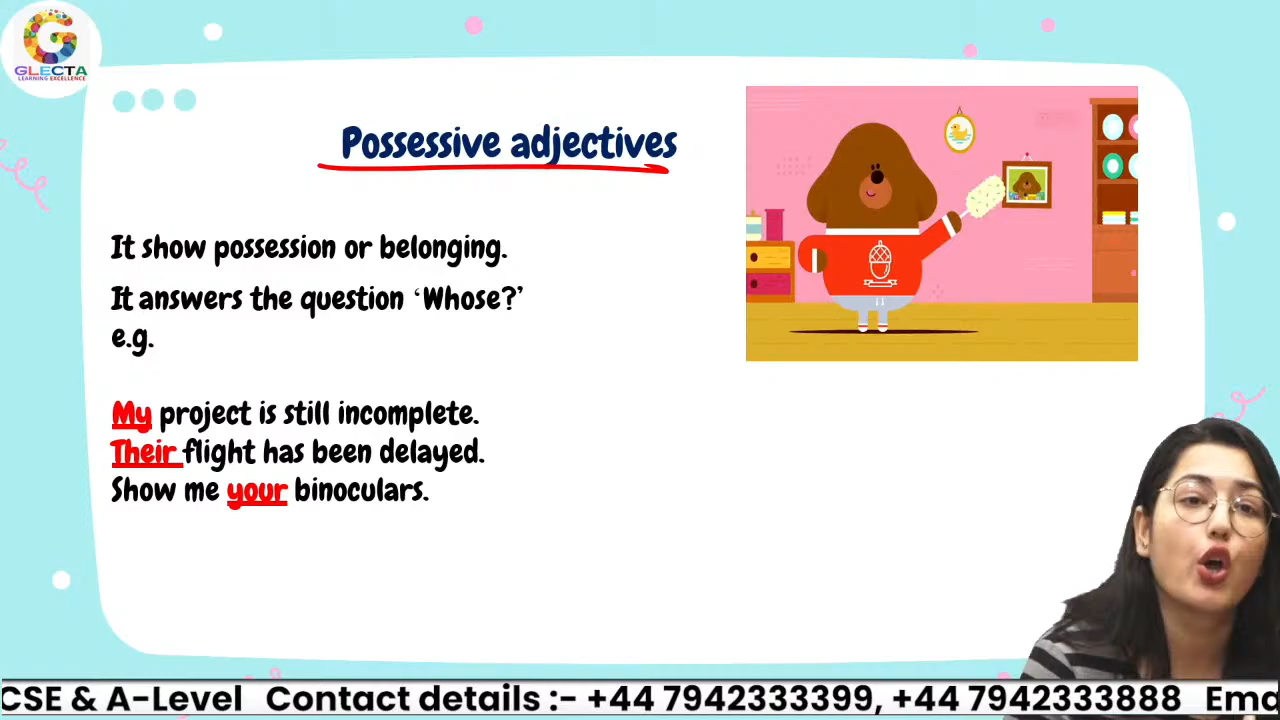 GLECTA
LEARNING EXCELLENCE
Possessive adjectives
It show possession or belonging.
It answers the question ‘Whose?’
e.g.
My project is still incomplete.
Their flight has been delayed.
Show me your binoculars.
CSE & A-Level Contact details :- +44 7942333399, +44 7942333888 Ema